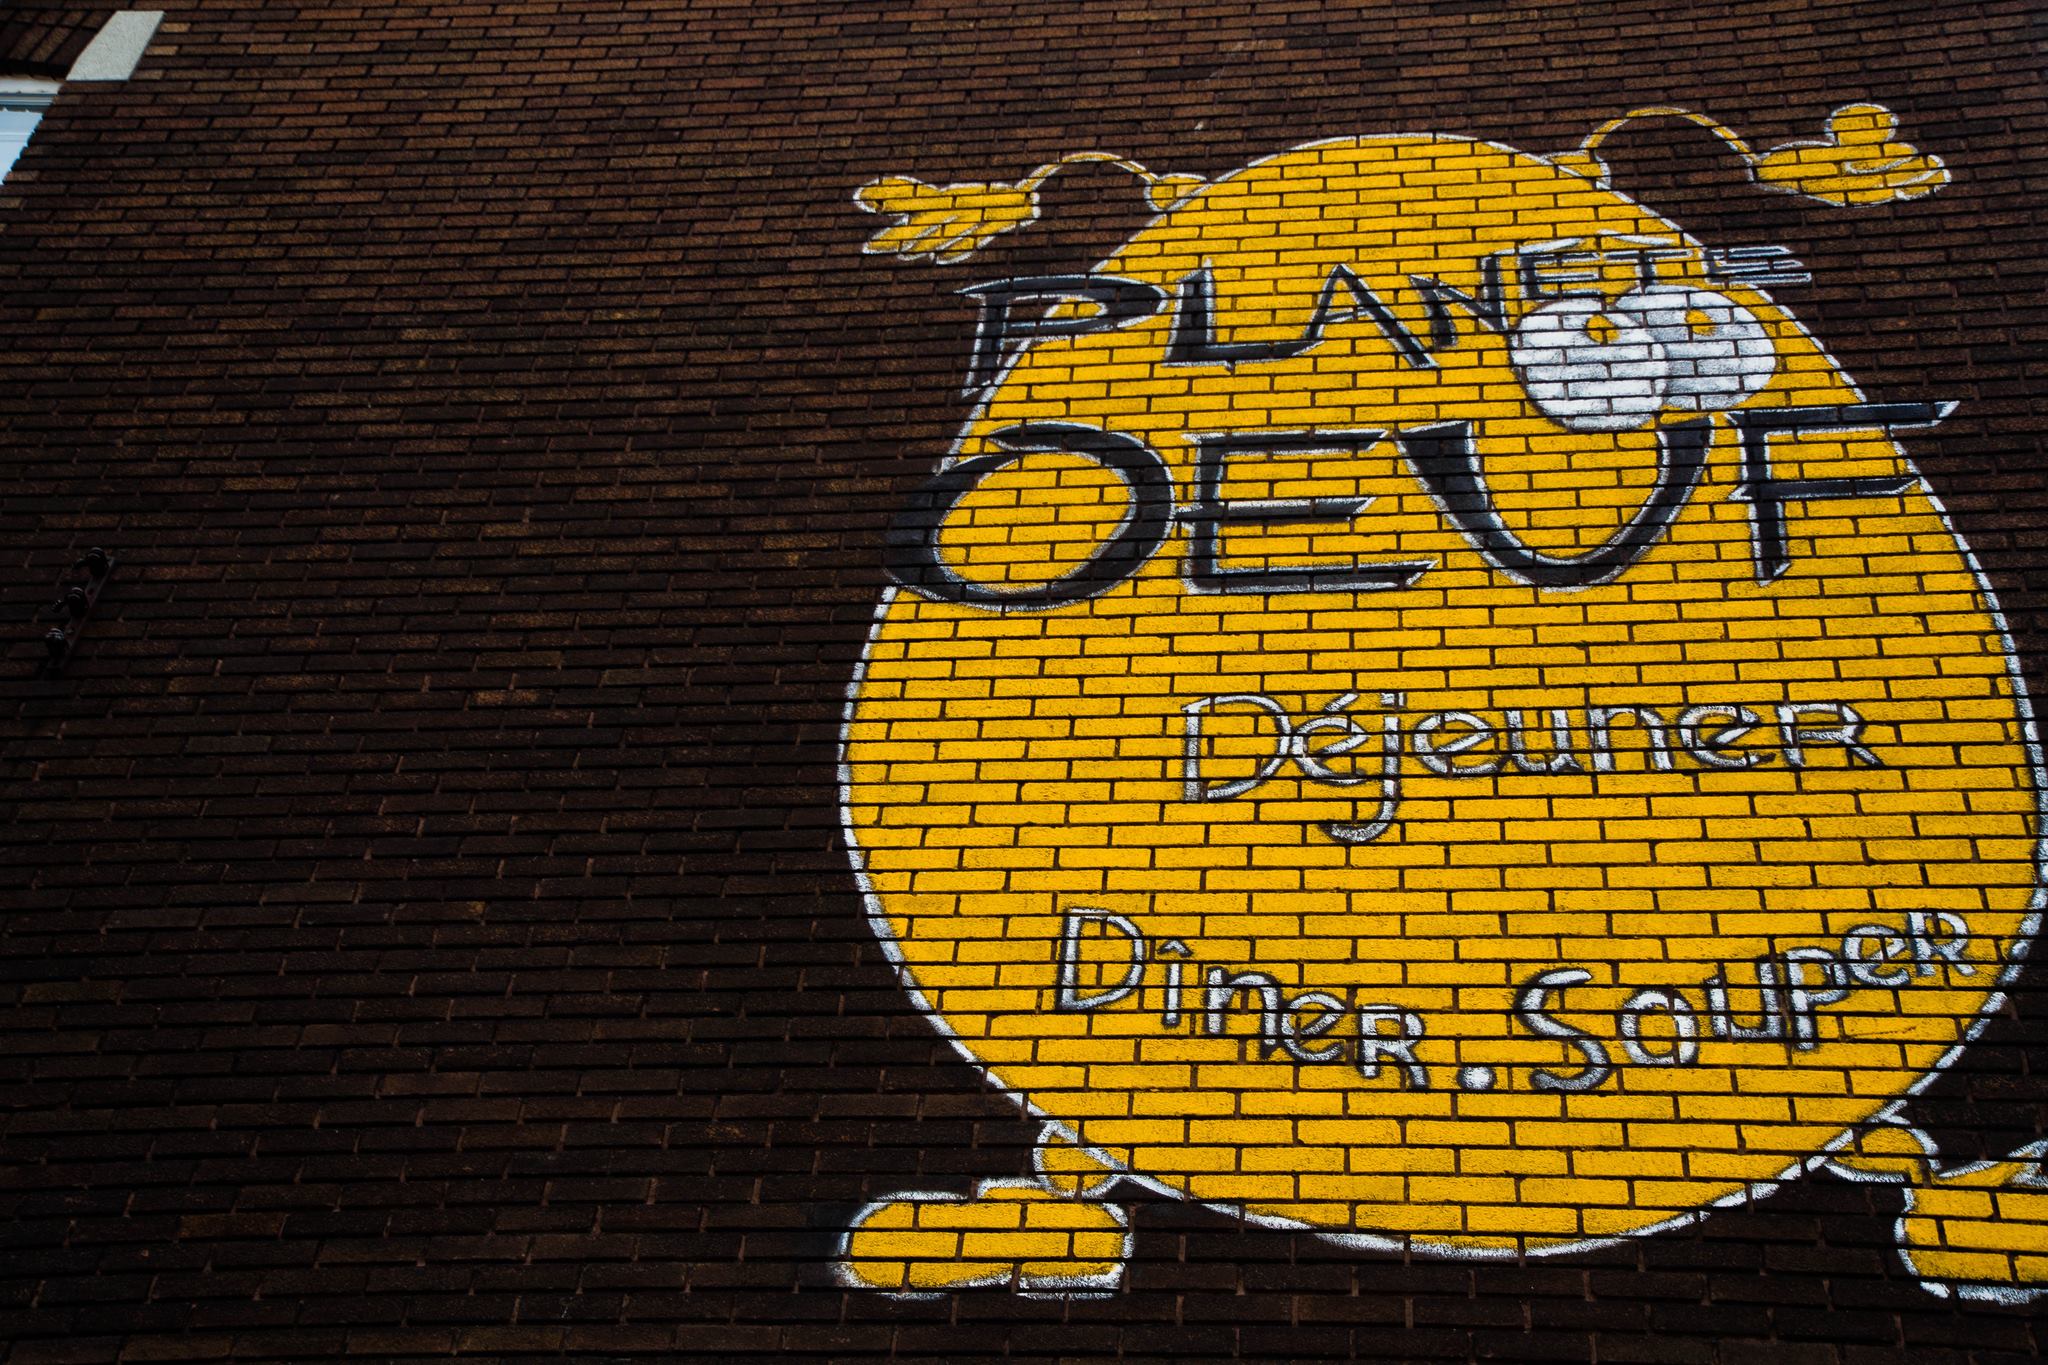 PLANETE
OEUF
Déjeuner
Dîner. Souper